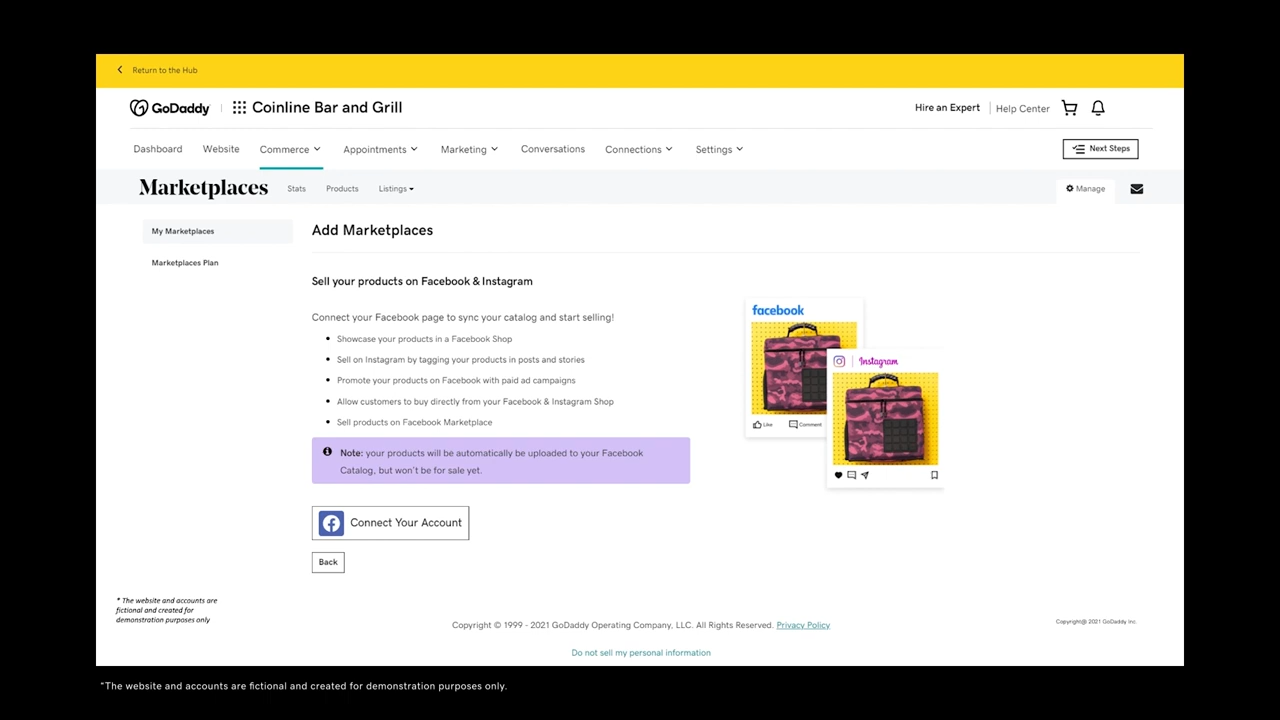 Return to the Hub
GoDaddy
Coinline Bar and Grill
Hire an Expert
Help Center
Dashboard
Website
Commerce
Appointments
Marketing
Conversations
Connections
Settings
Next Steps
Marketplaces
Stats
Products
Listings
Manage
My Marketplaces
Marketplaces Plan
Add Marketplaces
Sell your products on Facebook & Instagram
Connect your Facebook page to sync your catalog and start selling!
Showcase your products in a Facebook Shop
Sell on Instagram by tagging your products in posts and stories
Promote your products on Facebook with paid ad campaigns
Allow customers to buy directly from your Facebook & Instagram Shop
Sell products on Facebook Marketplace
Note: your products will be automatically be uploaded to your Facebook
Catalog, but won't be for sale yet.
facebook
Like
Comment
Instagram
Connect Your Account
Back
* The website and accounts are
fictional and created for
demonstration purposes only
Copyright © 1999 - 2021 GoDaddy Operating Company, LLC. All Rights Reserved. Privacy Policy
Copyright@ 2021 GoDaddy Inc.
Do not sell my personal information
*The website and accounts are fictional and created for demonstration purposes only.